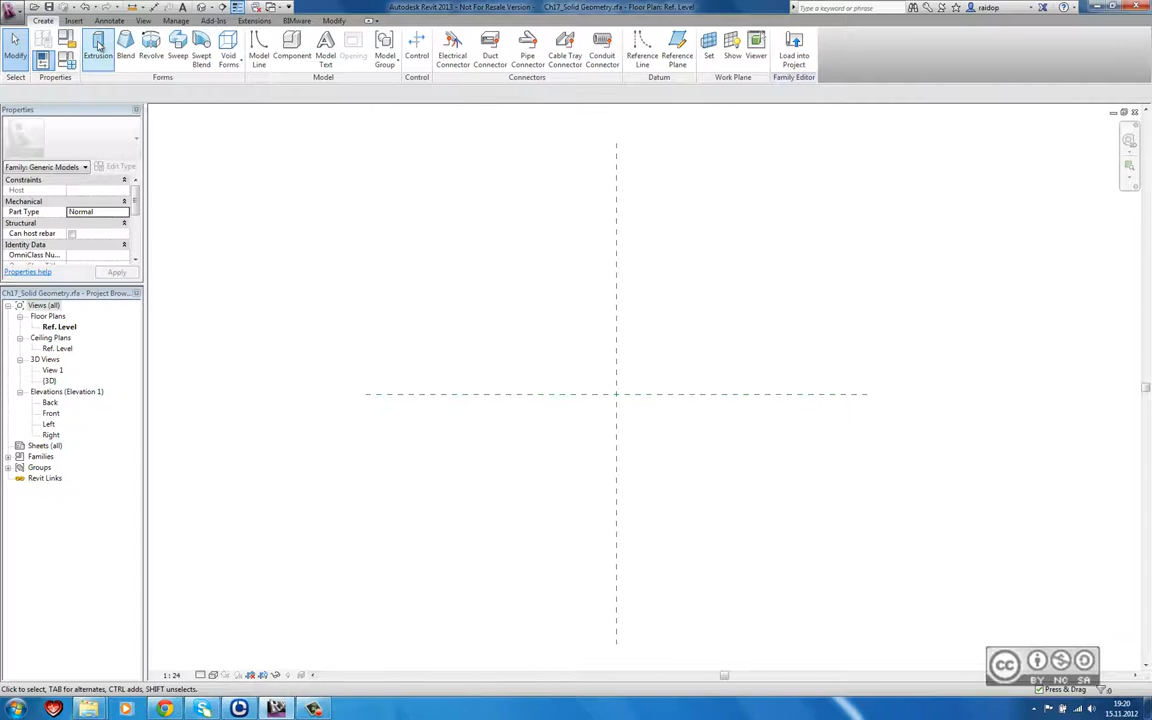 Autodesk Revit 2013 - Not For Resale Version - Ch17_Solid Geometry.rfa - Floor Plan: Ref. Level
Type a keyword or phrase
raidop
Create Insert Annotate View Manage Add-Ins Extensions BIMware Modify
Modify
Extrusion Blend Revolve Sweep Swept Blend Void Forms
Model Line Component Model Text Opening Model Group
Control
Electrical Connector Duct Connector Pipe Connector Cable Tray Connector Conduit Connector
Reference Line Reference Plane
Set Show Viewer
Load into Project
Select Properties Forms Model Control Connectors Datum Work Plane Family Editor
Properties
Family: Generic Models Edit Type
Constraints
Host
Mechanical
Part Type Normal
Structural
Can host rebar
Identity Data
OmniClass Nu...
Properties help Apply
Ch17_Solid Geometry.rfa - Project Brow...
Views (all)
Floor Plans
Ref. Level
Ceiling Plans
Ref. Level
3D Views
View 1
{3D}
Elevations (Elevation 1)
Back
Front
Left
Right
Sheets (all)
Families
Groups
Revit Links
1 : 24
cc
BY NC SA
Click to select, TAB for alternates, CTRL adds, SHIFT unselects.
Press & Drag
:0
19:20
15.11.2012